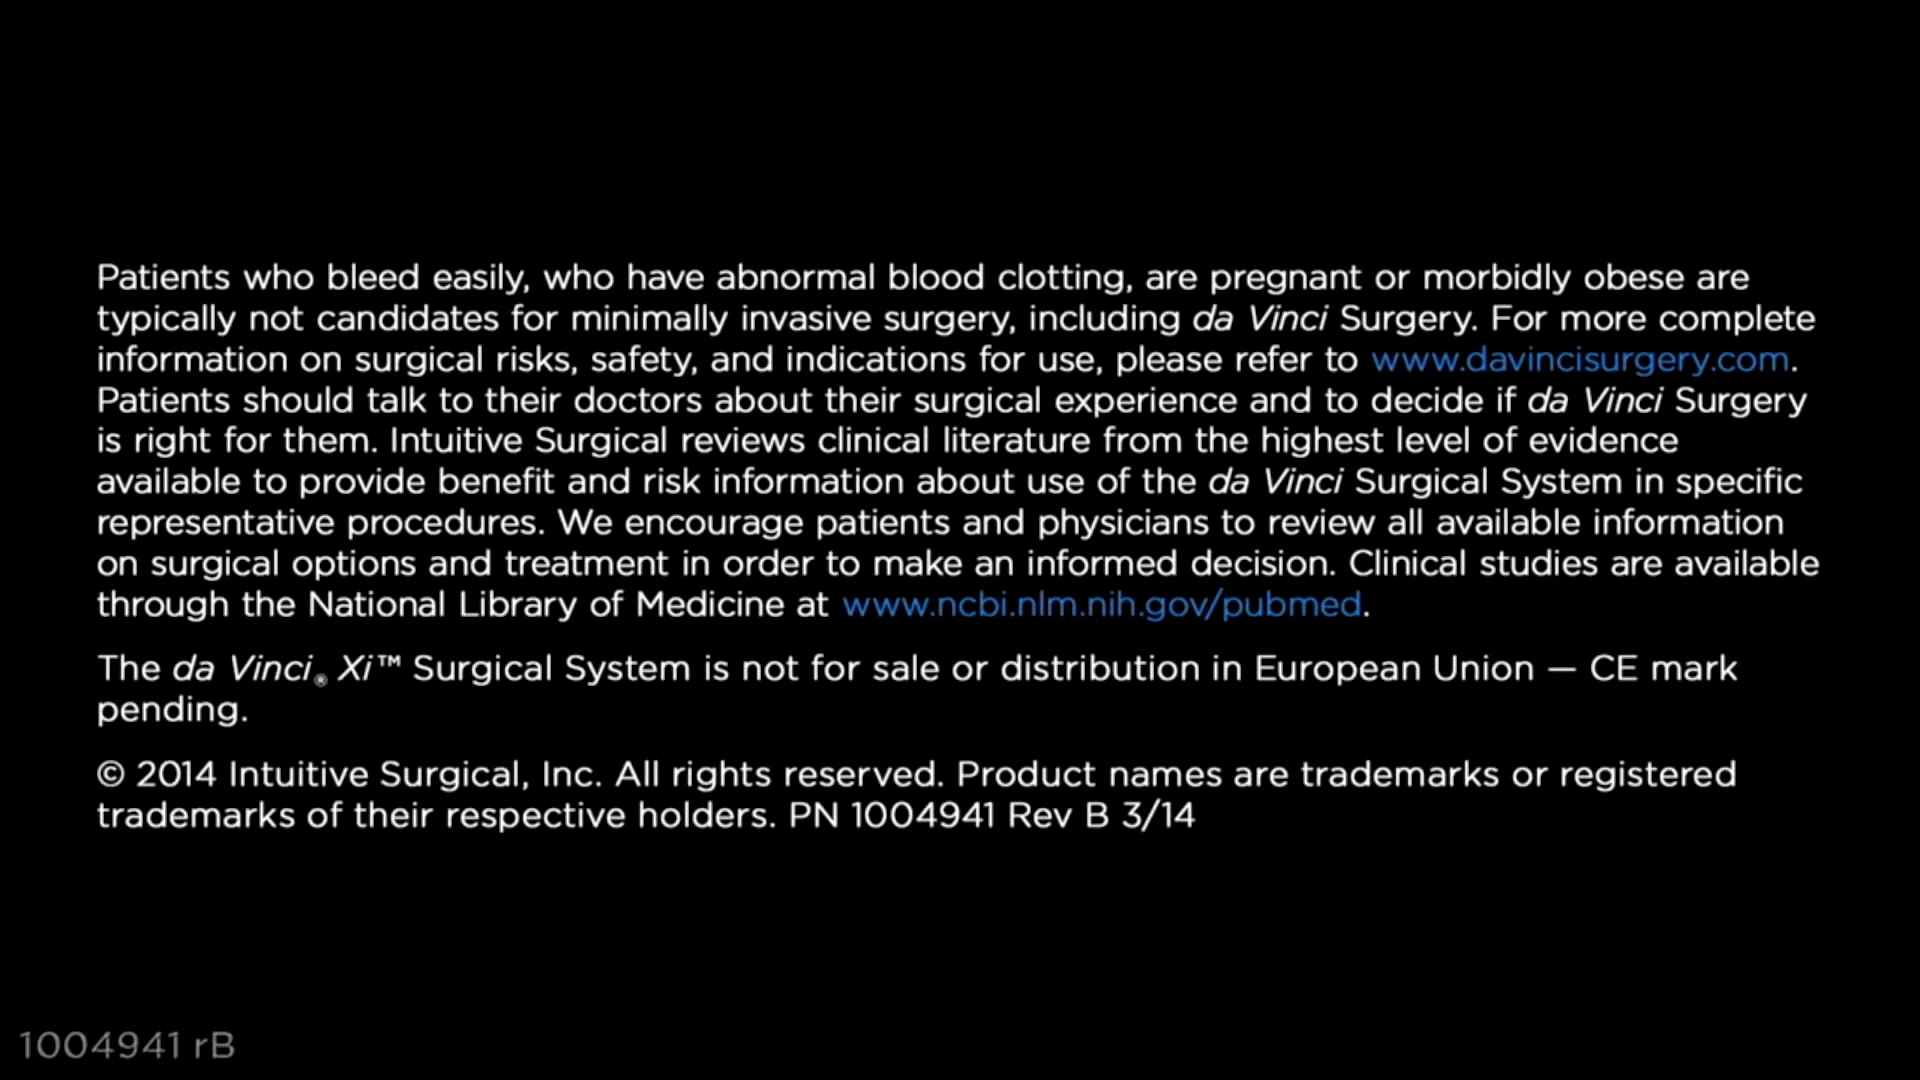 Patients who bleed easily, who have abnormal blood clotting, are pregnant or morbidly obese are
typically not candidates for minimally invasive surgery, including da Vinci Surgery. For more complete
information on surgical risks, safety, and indications for use, please refer to www.davincisurgery.com.
Patients should talk to their doctors about their surgical experience and to decide if da Vinci Surgery
is right for them. Intuitive Surgical reviews clinical literature from the highest level of evidence
available to provide benefit and risk information about use of the da Vinci Surgical System in specific
representative procedures. We encourage patients and physicians to review all available information
on surgical options and treatment in order to make an informed decision. Clinical studies are available
through the National Library of Medicine at www.ncbi.nlm.nih.gov/pubmed.
The da Vinci® Xi™ Surgical System is not for sale or distribution in European Union — CE mark
pending.
© 2014 Intuitive Surgical, Inc. All rights reserved. Product names are trademarks or registered
trademarks of their respective holders. PN 1004941 Rev B 3/14
1004941 rB